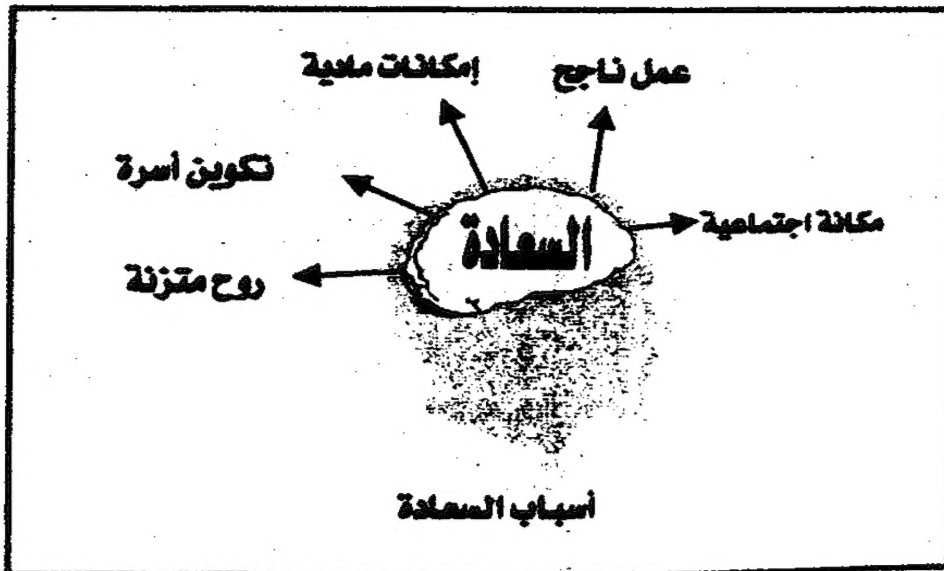 عمل ناجح
إمكانات مادية
تكوين أسرة
السعادة
مكانة اجتماعية
روح متزنة
أسباب السعادة